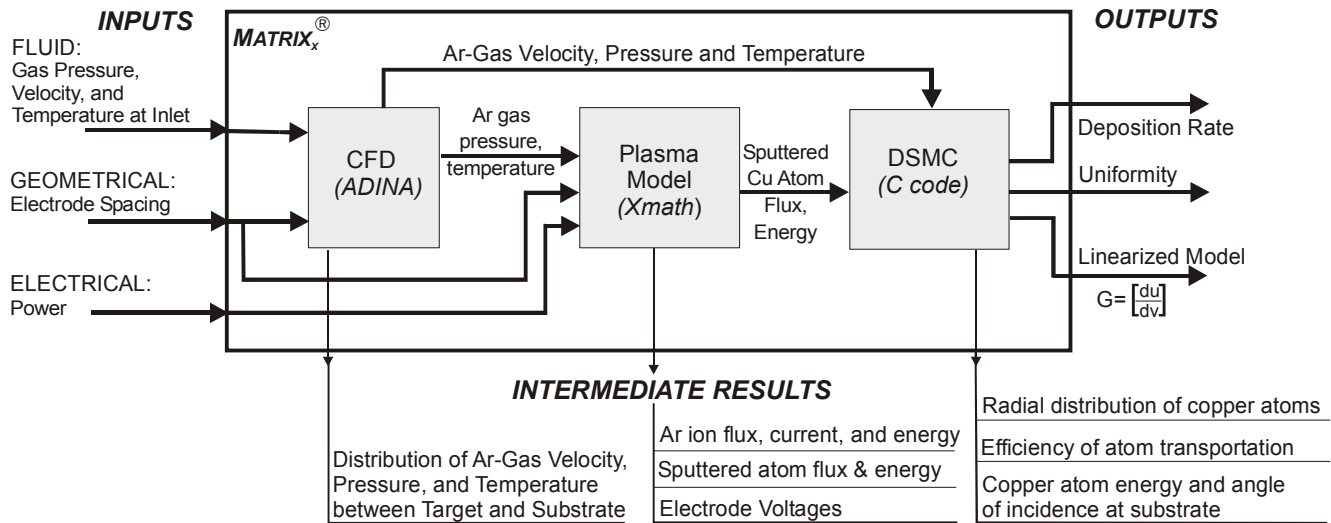 INPUTS
OUTPUTS
MATRIXx®
FLUID:
Gas Pressure,
Velocity, and
Temperature at Inlet
GEOMETRICAL:
Electrode Spacing
ELECTRICAL:
Power
Ar-Gas Velocity, Pressure and Temperature
CFD
(ADINA)
Ar gas
pressure,
temperature
Plasma
Model
(Xmath)
Sputtered
Cu Atom
Flux,
Energy
DSMC
(C code)
Deposition Rate
Uniformity
Linearized Model
G=[du/dv]
INTERMEDIATE RESULTS
Distribution of Ar-Gas Velocity,
Pressure, and Temperature
between Target and Substrate
Ar ion flux, current, and energy
Sputtered atom flux & energy
Electrode Voltages
Radial distribution of copper atoms
Efficiency of atom transportation
Copper atom energy and angle
of incidence at substrate